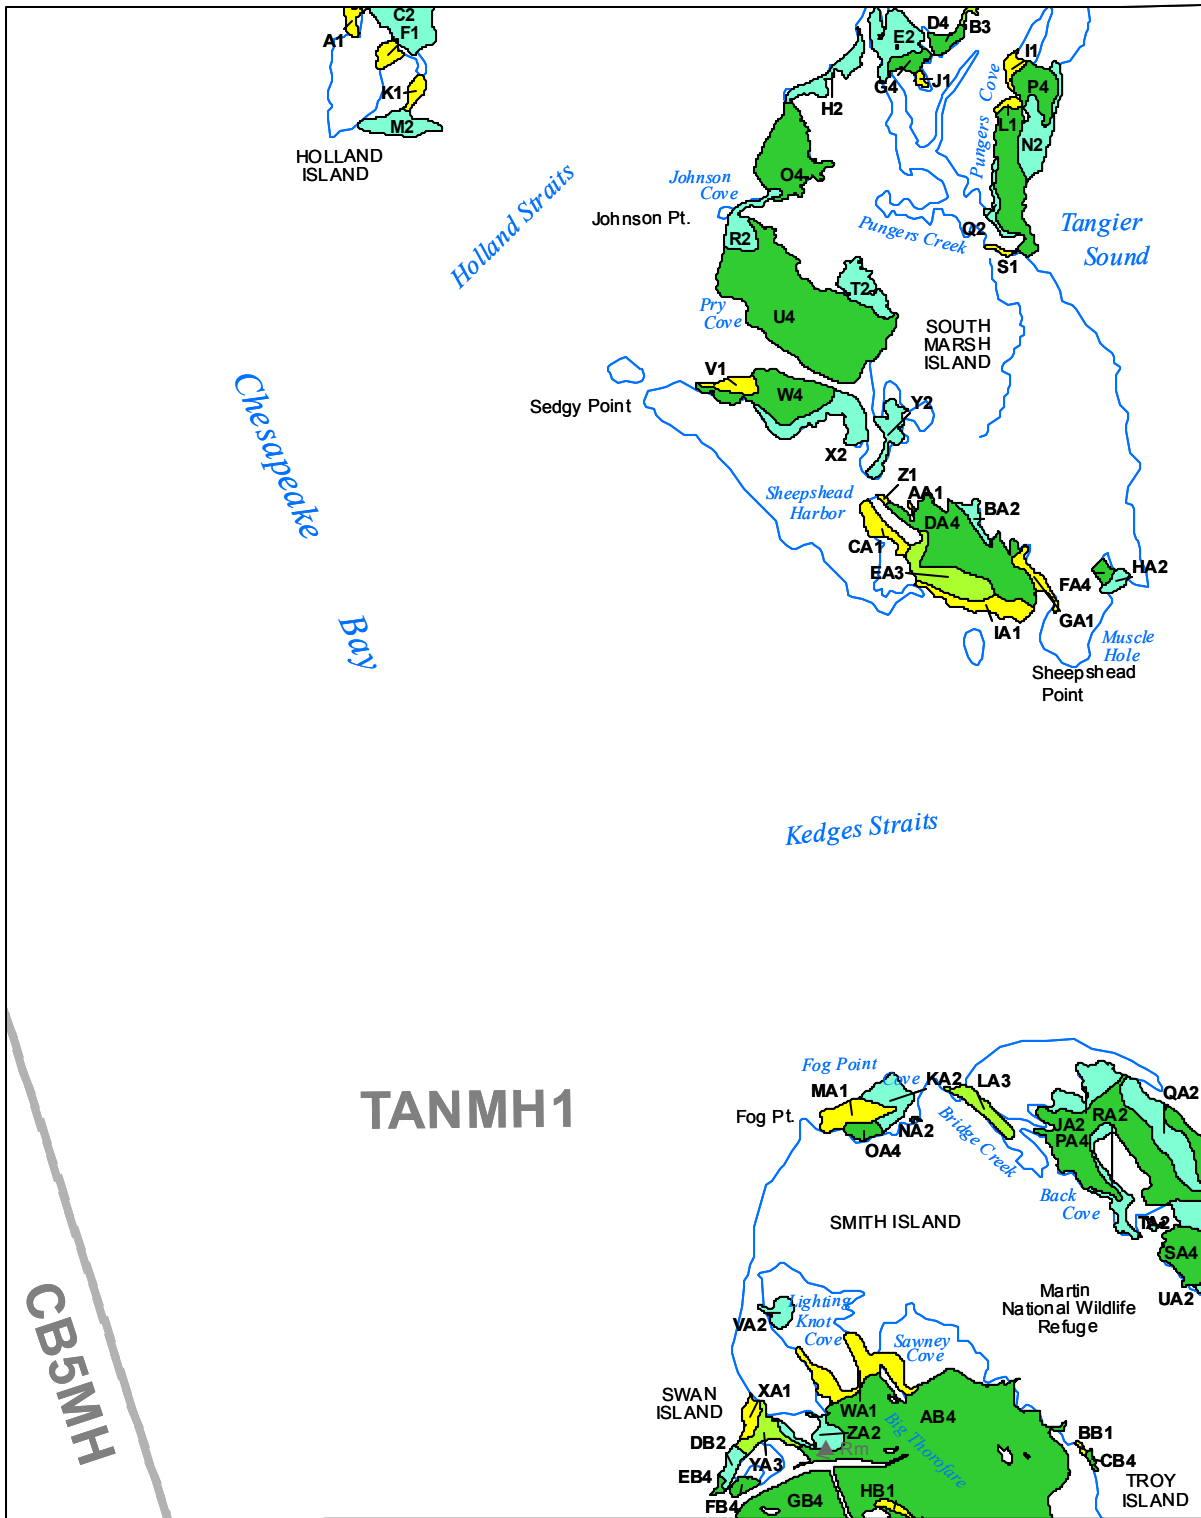 C2
F1
A1
K1
M2
HOLLAND
ISLAND
D4
B3
E2
G4
J1
H2
I1
P4
Pungers Cove
L1
N2
O4
Johnson
Cove
Johnson Pt.
Holland Straits
R2
Pungers Creek
Q2
S1
Tangier
Sound
T2
Pry
Cove
U4
SOUTH
MARSH
ISLAND
V1
W4
Sedgy Point
Y2
X2
Chesapeake
Bay
Z1
Sheepshead
Harbor
AA1
BA2
DA4
CA1
EA3
HA2
FA4
GA1
IA1
Muscle
Hole
Sheepshead
Point
Kedges Straits
TANMH1
CB5MH
Fog Point
Cove
KA2
LA3
MA1
QA2
Fog Pt.
NA2
OA4
Bridge Creek
JA2
RA2
PA4
Back
Cove
SMITH ISLAND
TA2
SA4
UA2
Martin
National Wildlife
Refuge
Lighting
Knot
Cove
VA2
Sawney
Cove
SWAN
ISLAND
XA1
WA1
AB4
ZA2
Big Thorofare
Rm
DB2
YA3
BB1
CB4
EB4
FB4
GB4
HB1
TROY
ISLAND